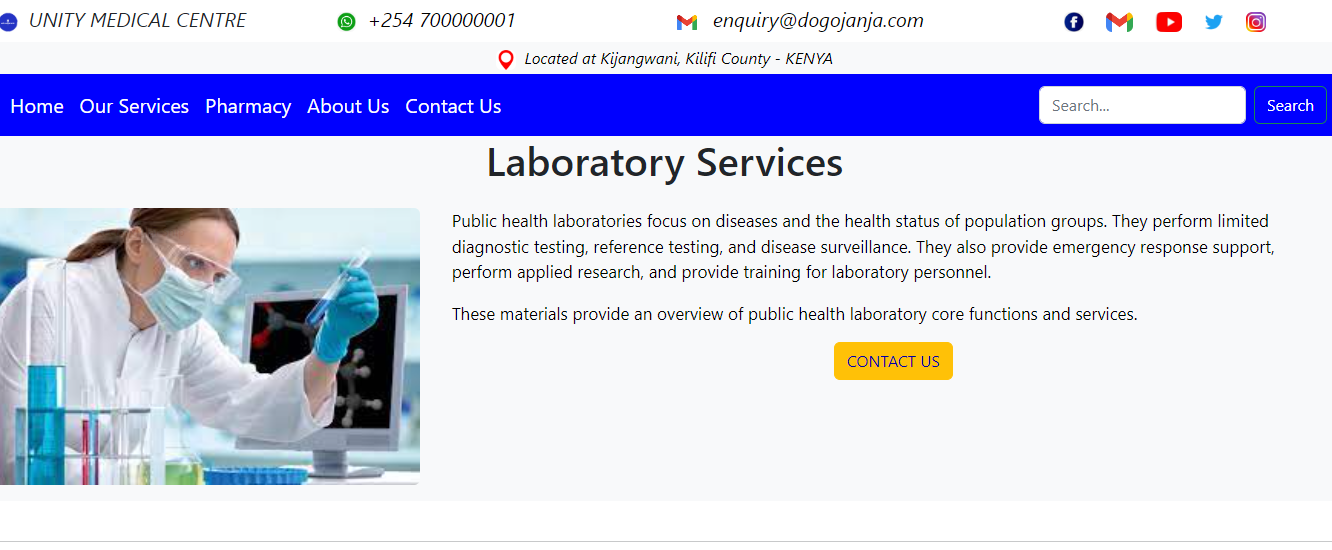 UNITY MEDICAL CENTRE +254 700000001 enquiry@dogojanja.com
Located at Kijangwani, Kilifi County - KENYA
Home Our Services Pharmacy About Us Contact Us Search... Search
Laboratory Services
Public health laboratories focus on diseases and the health status of population groups. They perform limited
diagnostic testing, reference testing, and disease surveillance. They also provide emergency response support,
perform applied research, and provide training for laboratory personnel.
These materials provide an overview of public health laboratory core functions and services.
CONTACT US